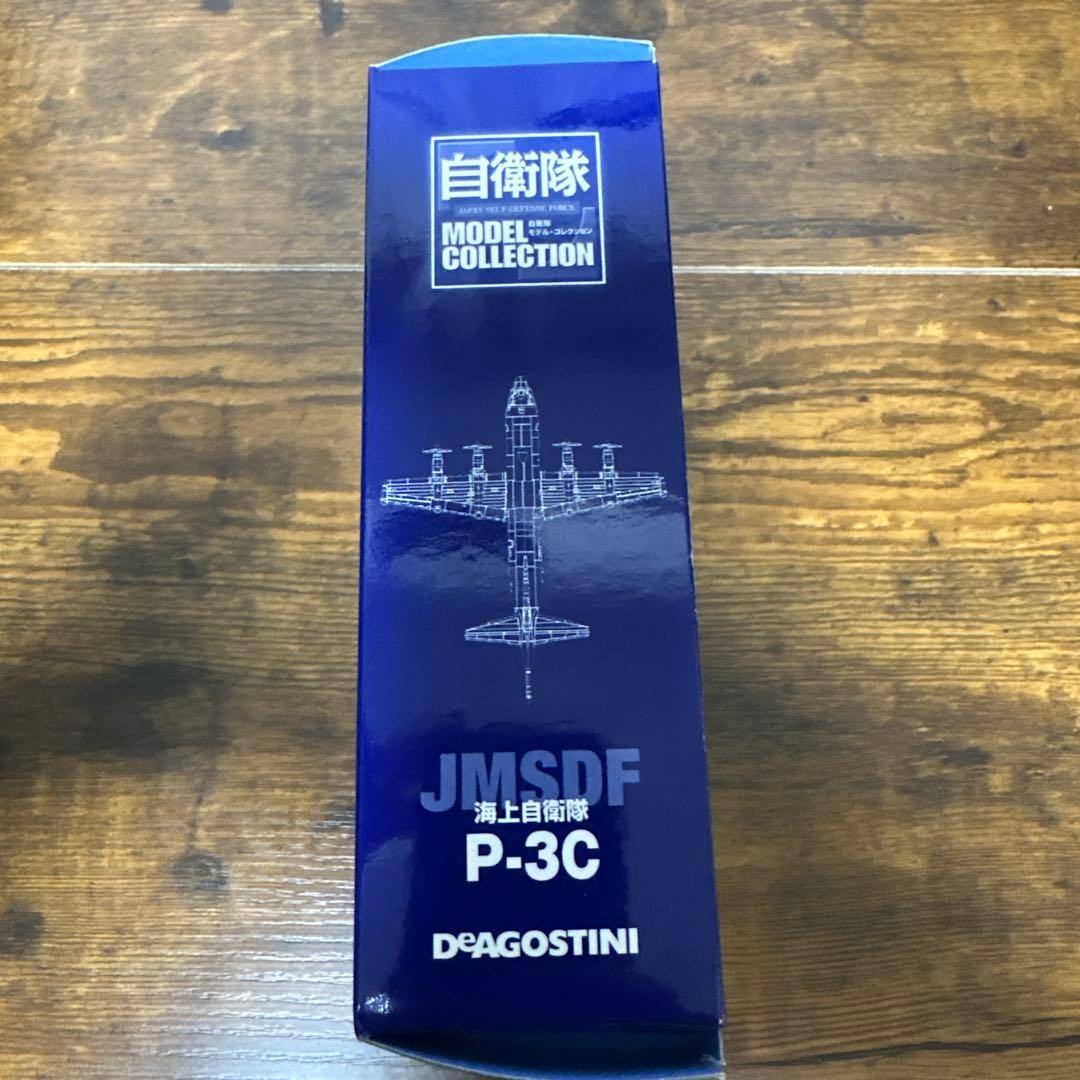 自衛隊
JAPAN SELF-DEFENSE FORCE
MODEL
自衛隊
モデル・コレクション
COLLECTION
JMSDF
海上自衛隊
P-3C
DeAGOSTINI